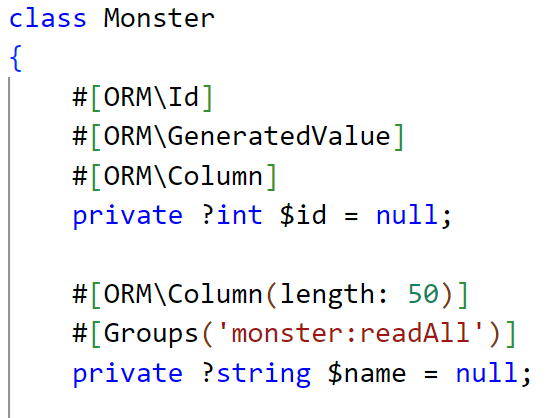 class Monster
{
#[ORM\Id]
#[ORM\GeneratedValue]
#[ORM\Column]
private ?int $id = null;
#[ORM\Column(length: 50)]
#[Groups('monster:readAll')]
private ?string $name = null;